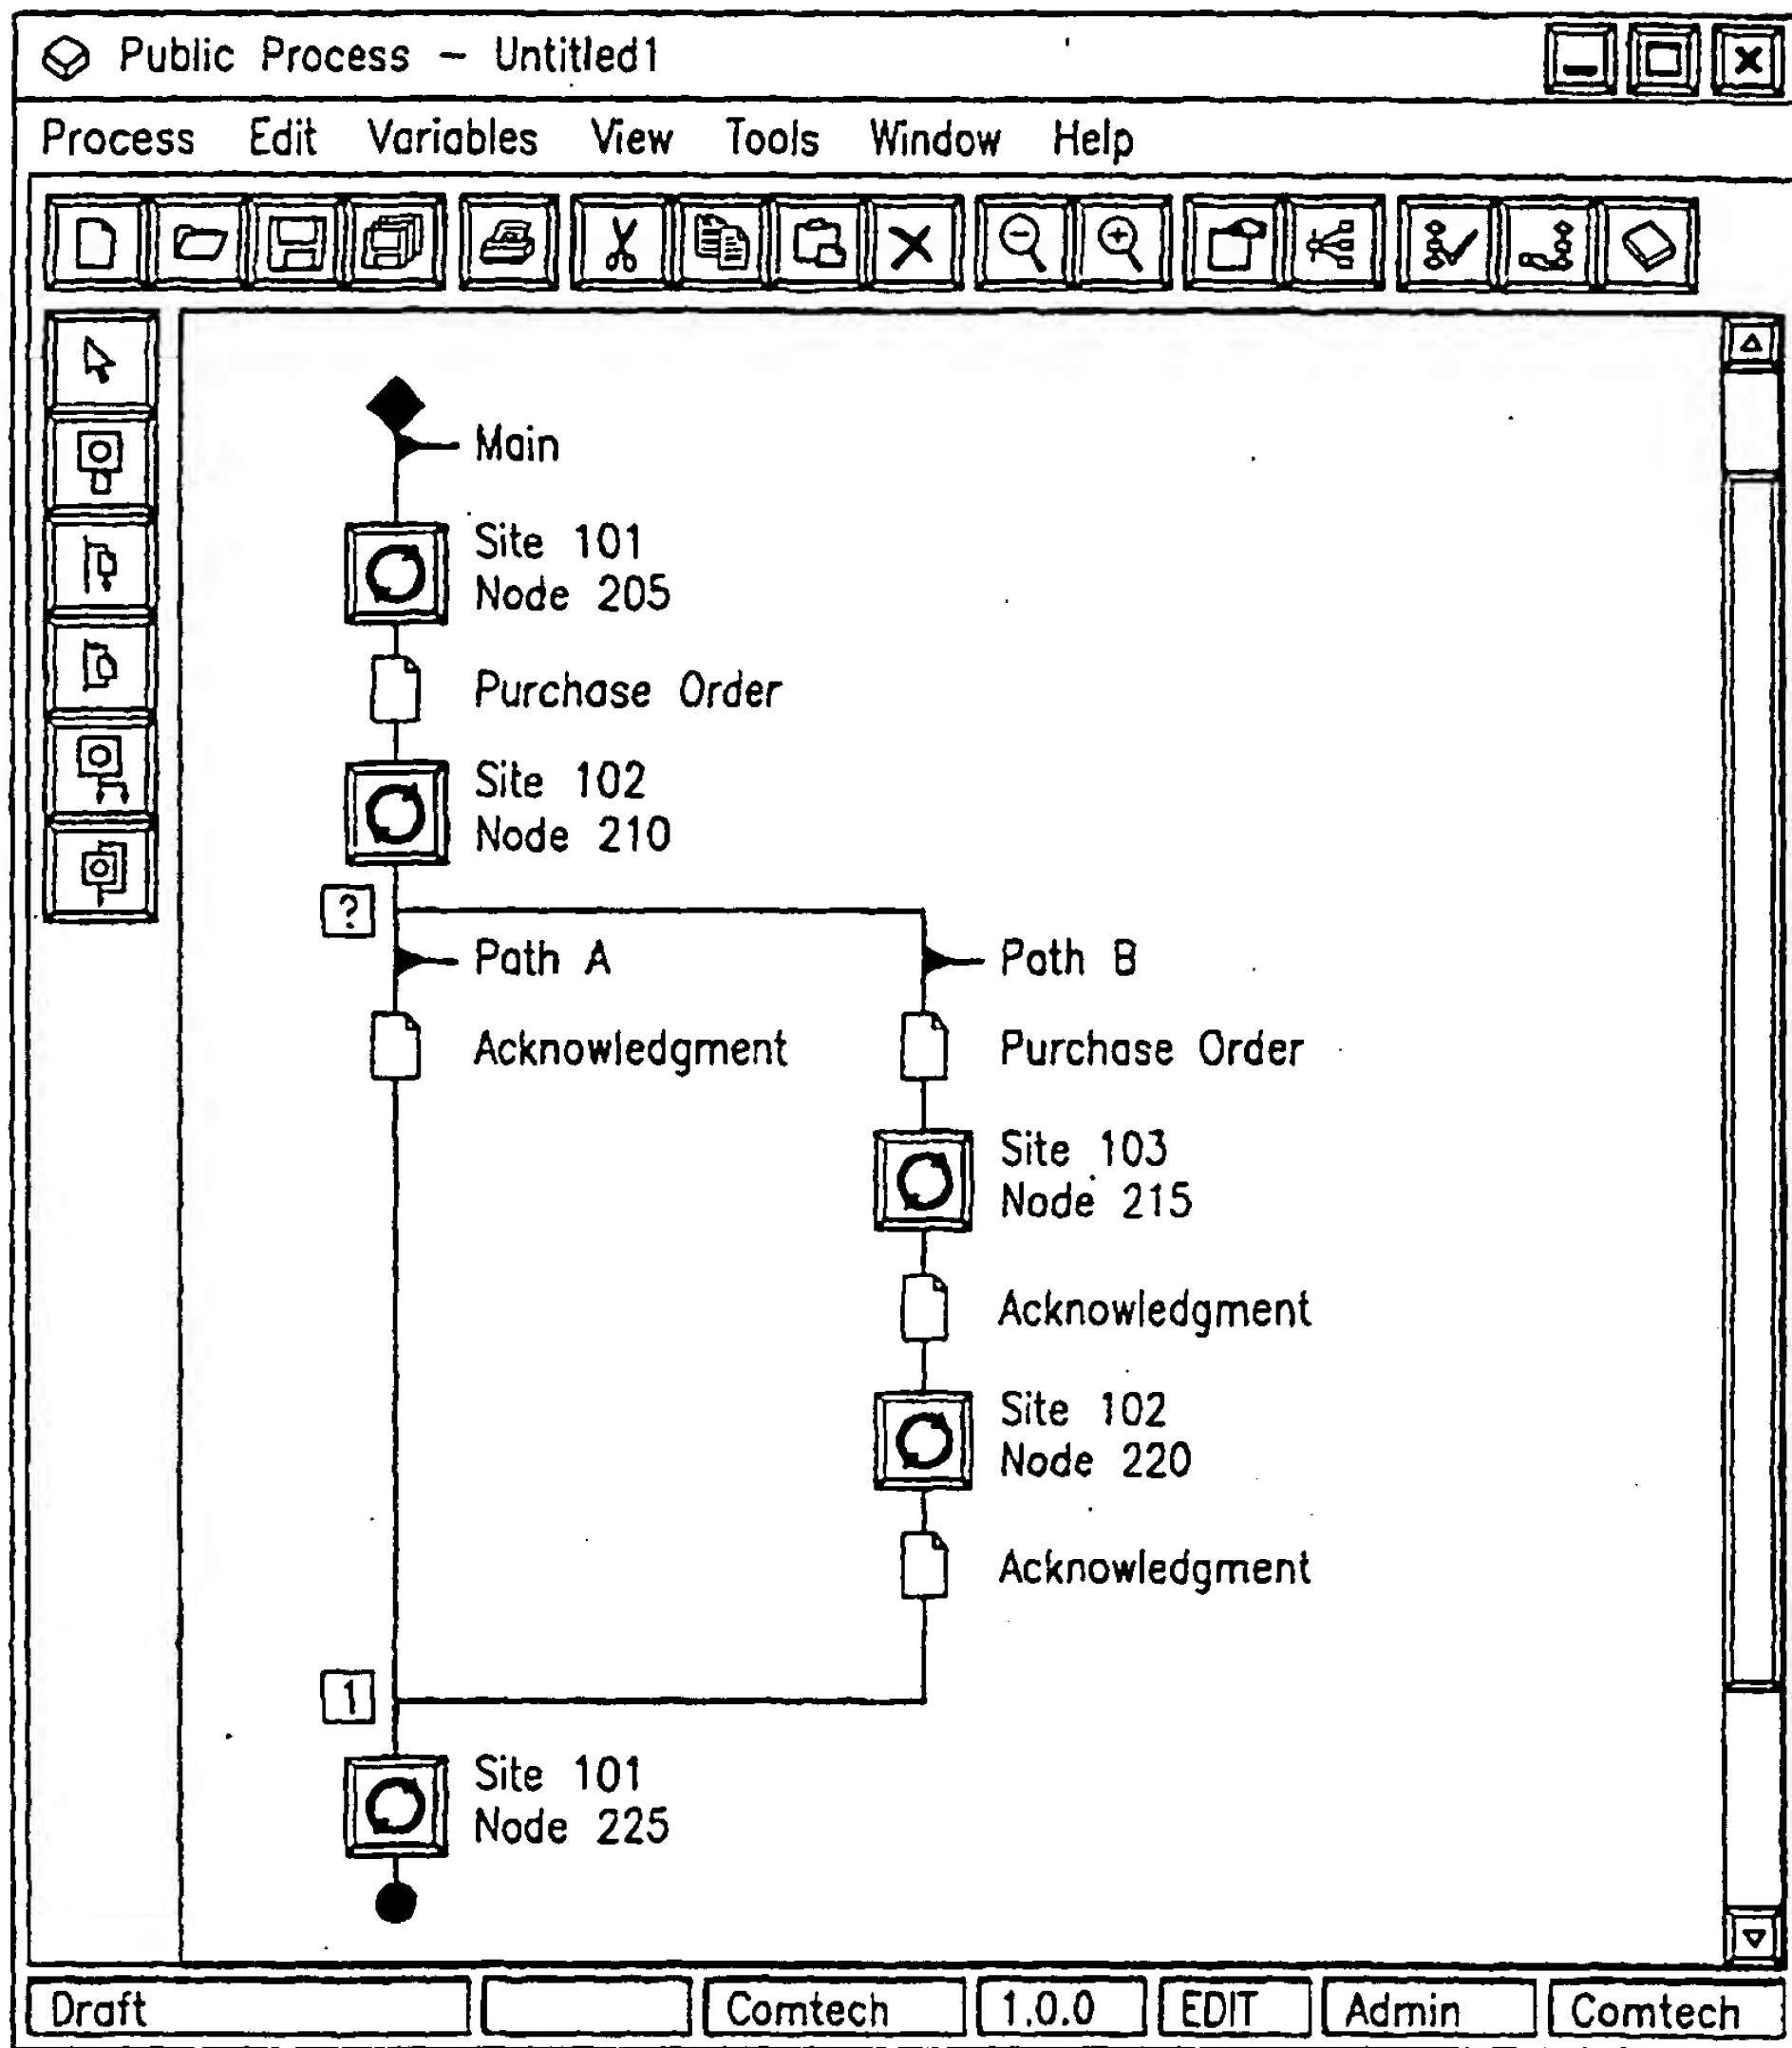 Public Process – Untitled1
Process Edit Variables View Tools Window Help
Main
Site 101
Node 205
Purchase Order
Site 102
Node 210
?
Path A
Path B
Acknowledgment
Purchase Order
Site 103
Node 215
Acknowledgment
Site 102
Node 220
Acknowledgment
1
Site 101
Node 225
Draft Comtech 1.0.0 EDIT Admin Comtech